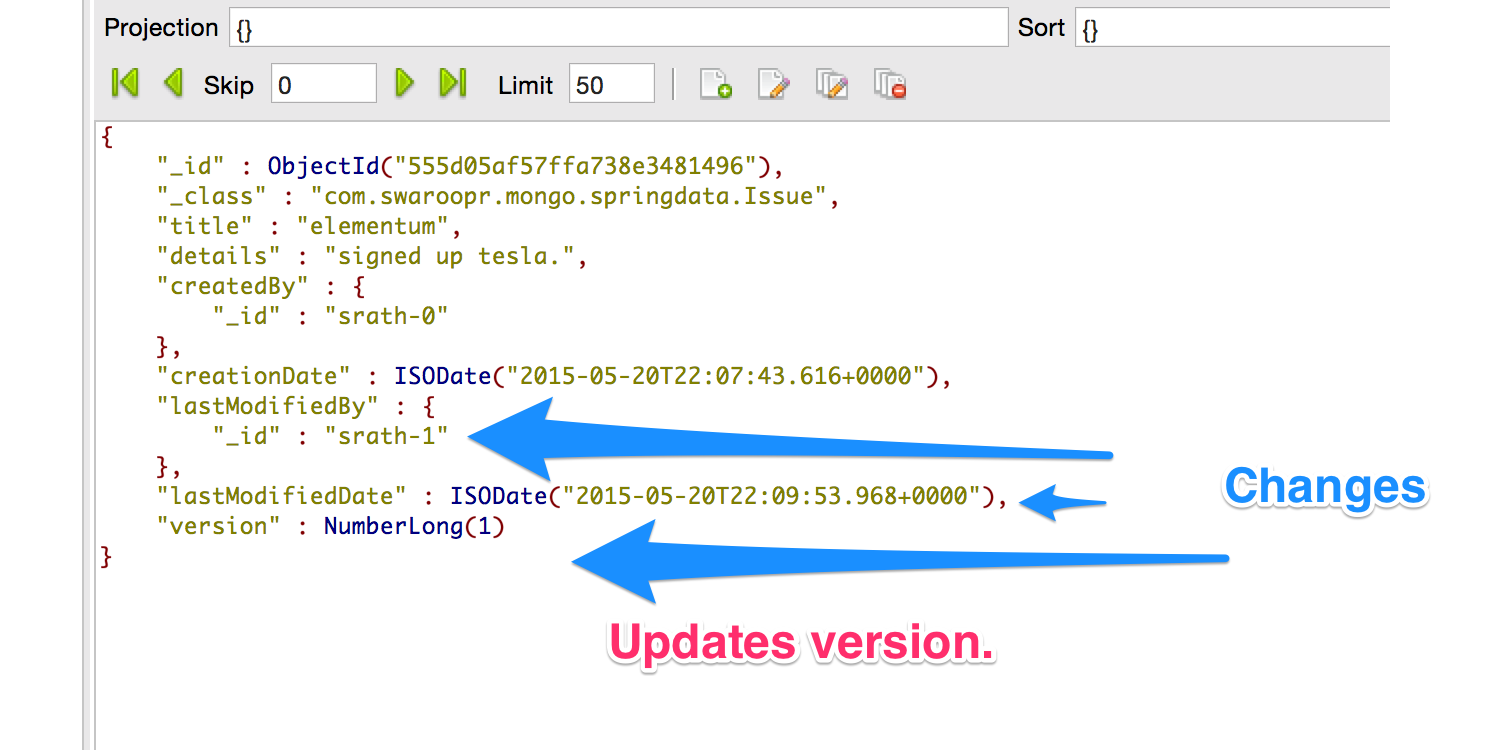 Projection {} Sort {}
Skip 0 Limit 50
{
"_id" : ObjectId("555d05af57ffa738e3481496"),
"_class" : "com.swaroopr.mongo.springdata.Issue",
"title" : "elementum",
"details" : "signed up tesla.",
"createdBy" : {
"_id" : "srath-0"
},
"creationDate" : ISODate("2015-05-20T22:07:43.616+0000"),
"lastModifiedBy" : {
"_id" : "srath-1"
},
"lastModifiedDate" : ISODate("2015-05-20T22:09:53.968+0000"),
Changes
"version" : NumberLong(1)
}
Updates version.